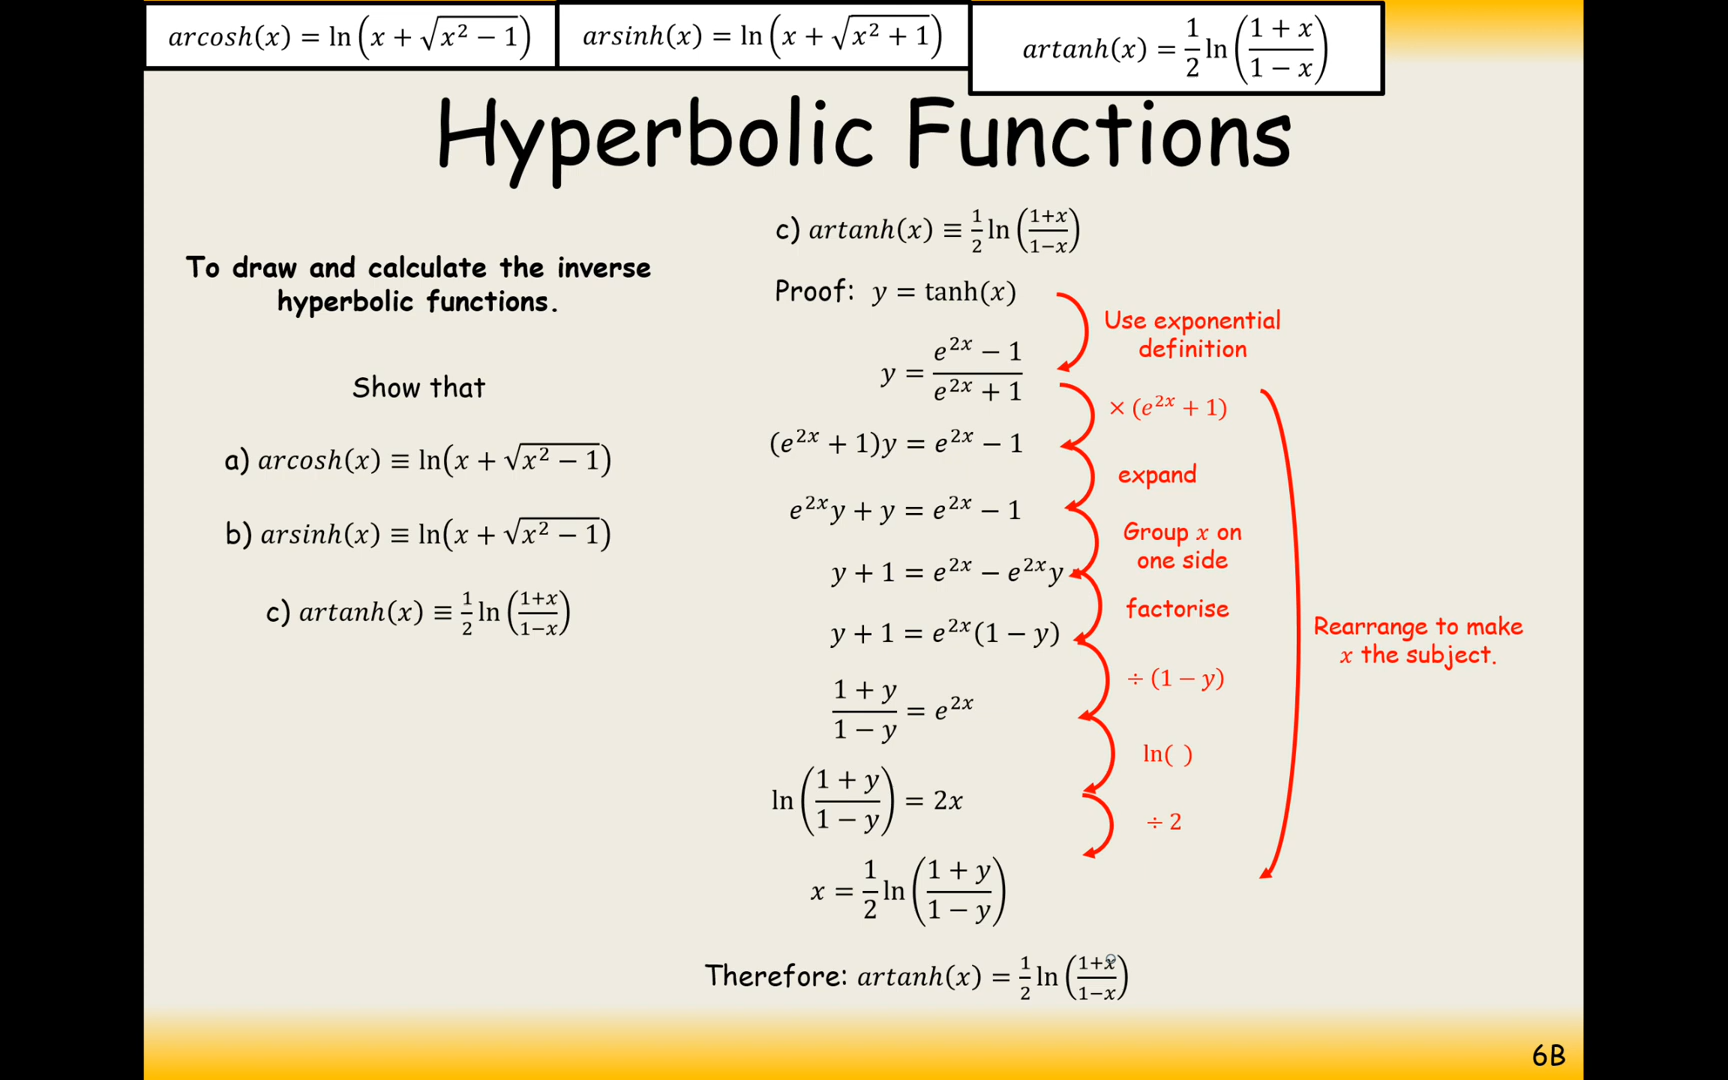 arcosh(x) = ln(x + √(x² − 1))
arsinh(x) = ln(x + √(x² + 1))
artanh(x) = 1/2 ln((1 + x)/(1 − x))
Hyperbolic Functions
To draw and calculate the inverse
hyperbolic functions.
Show that
a) arcosh(x) ≡ ln(x + √(x² − 1))
b) arsinh(x) ≡ ln(x + √(x² − 1))
c) artanh(x) ≡ 1/2 ln((1+x)/(1−x))
c) artanh(x) ≡ 1/2 ln((1+x)/(1−x))
Proof: y = tanh(x)
y = (e^{2x} − 1)/(e^{2x} + 1)
(e^{2x} + 1)y = e^{2x} − 1
e^{2x}y + y = e^{2x} − 1
y + 1 = e^{2x} − e^{2x}y
y + 1 = e^{2x}(1 − y)
(1 + y)/(1 − y) = e^{2x}
ln((1 + y)/(1 − y)) = 2x
x = 1/2 ln((1 + y)/(1 − y))
Therefore: artanh(x) = 1/2 ln((1+x)/(1−x))
Use exponential
definition
× (e^{2x} + 1)
expand
Group x on
one side
factorise
÷ (1 − y)
ln( )
÷ 2
Rearrange to make
x the subject.
6B